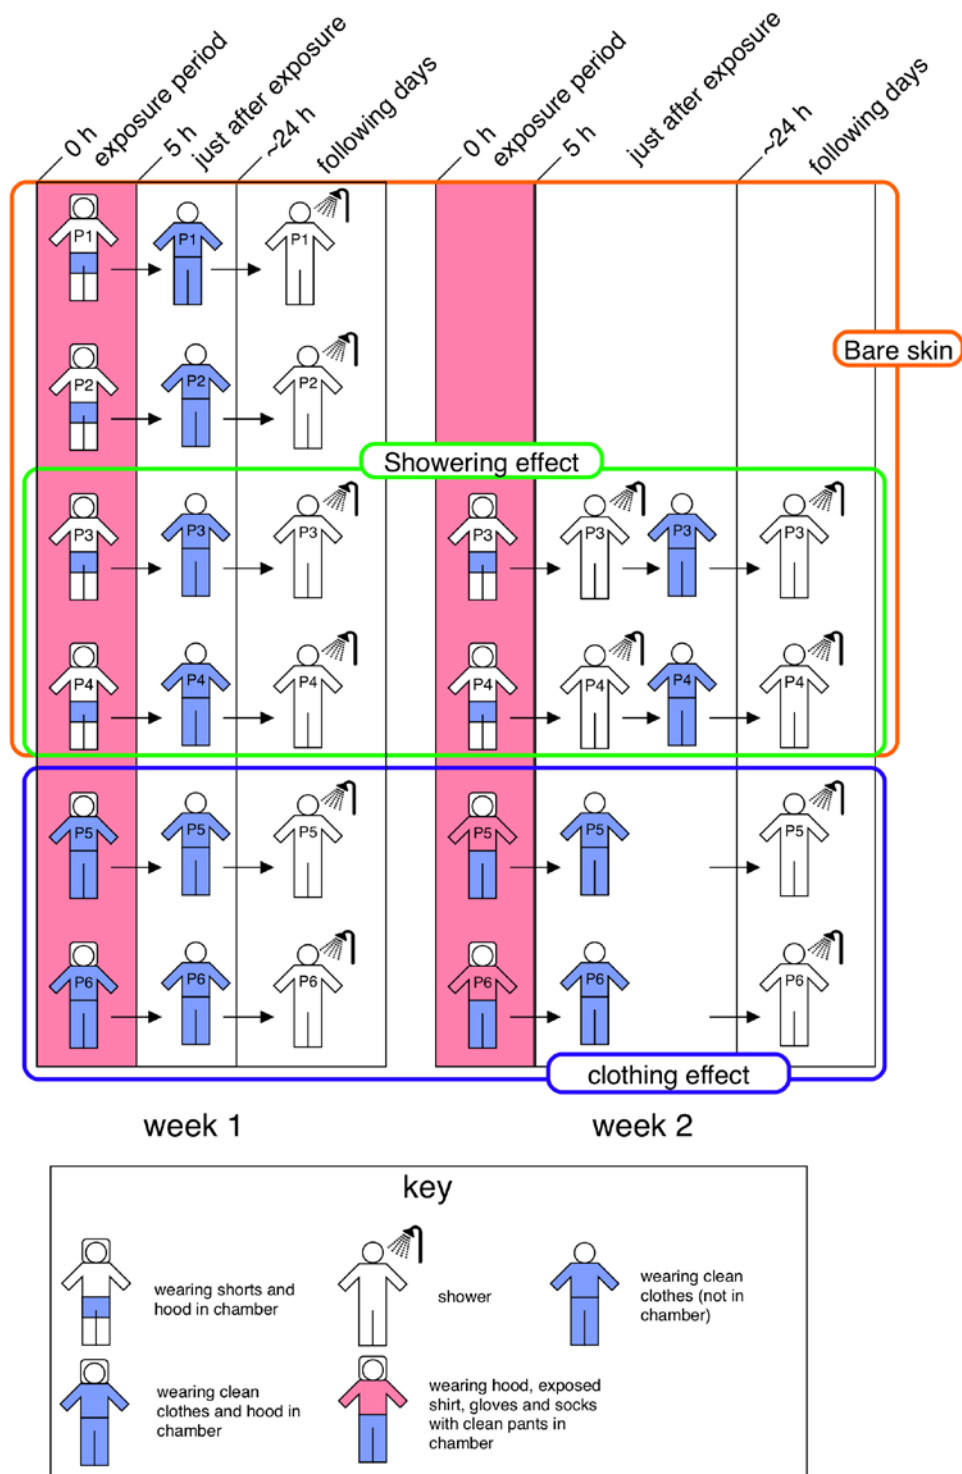 0 h
exposure period
5 h
just after exposure
~24 h
following days
0 h
exposure period
5 h
just after exposure
~24 h
following days
P1
P1
P1
Bare skin
P2
P2
P2
Showering effect
P3
P3
P3
P3
P3
P3
P3
P4
P4
P4
P4
P4
P4
P4
P5
P5
P5
P5
P5
P5
P6
P6
P6
P6
P6
P6
clothing effect
week 1
week 2
key
wearing shorts and
hood in chamber
shower
wearing clean
clothes (not in
chamber)
wearing clean
clothes and hood in
chamber
wearing hood, exposed
shirt, gloves and socks
with clean pants in
chamber